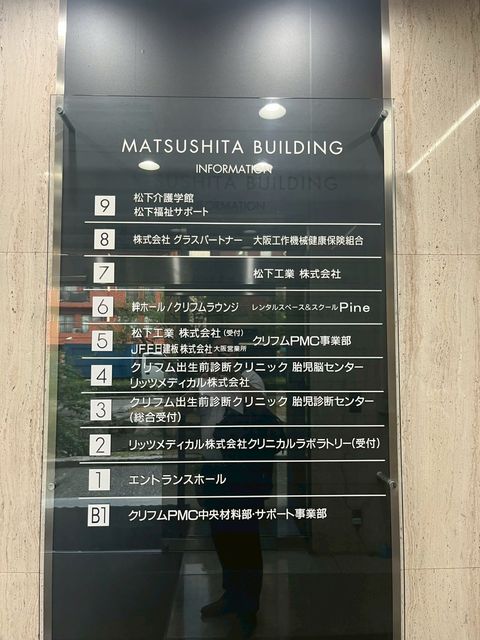 MATSUSHITA BUILDING
INFORMATION
9 松下介護学館
松下福祉サポート
8 株式会社 グラスパートナー 大阪工作機械健康保険組合
7 松下工業 株式会社
6 絆ホール/クリフムラウンジ レンタルスペース&スクールPine
5 松下工業 株式会社(受付) クリフムPMC事業部
JFE日建板株式会社大阪営業所
4 クリフム出生前診断クリニック 胎児脳センター
リッツメディカル株式会社
3 クリフム出生前診断クリニック 胎児診断センター
(総合受付)
2 リッツメディカル株式会社クリニカルラボラトリー(受付)
1 エントランスホール
B1 クリフムPMC中央材料部・サポート事業部